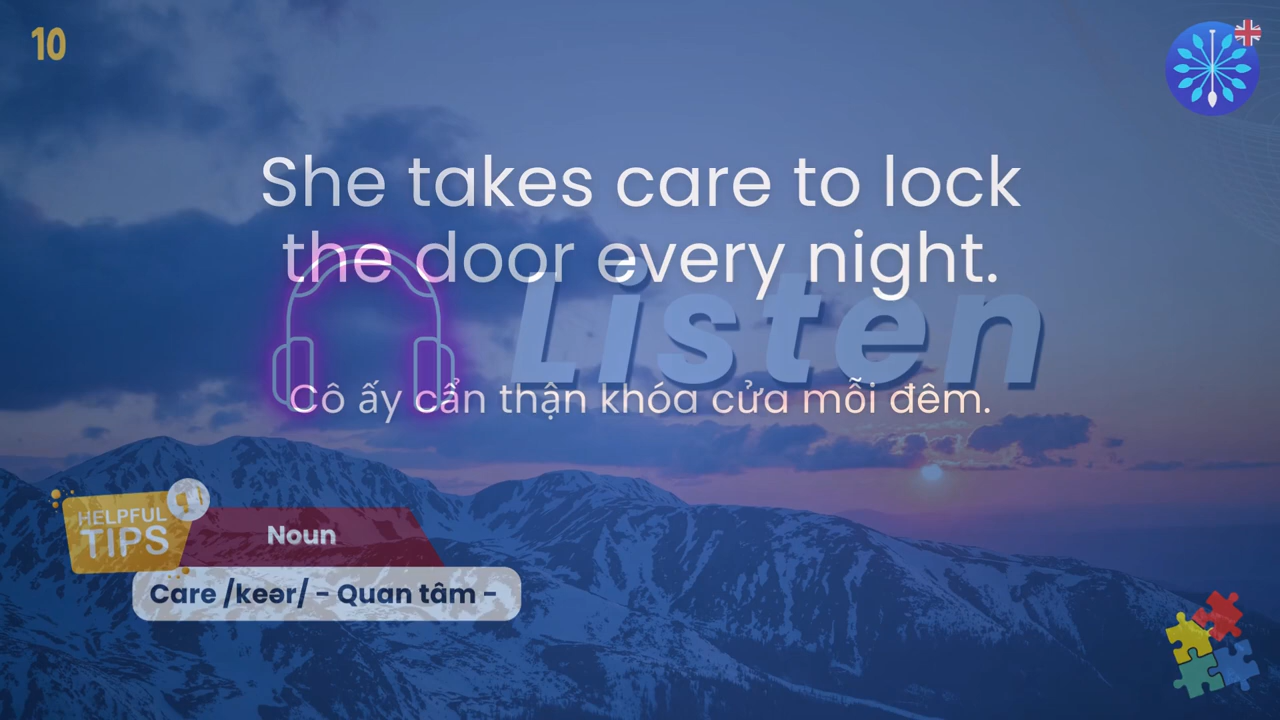 10
She takes care to lock
the door every night.
Listen
Cô ấy cẩn thận khóa cửa mỗi đêm.
HELPFUL
TIPS
Noun
Care /keər/ - Quan tâm -